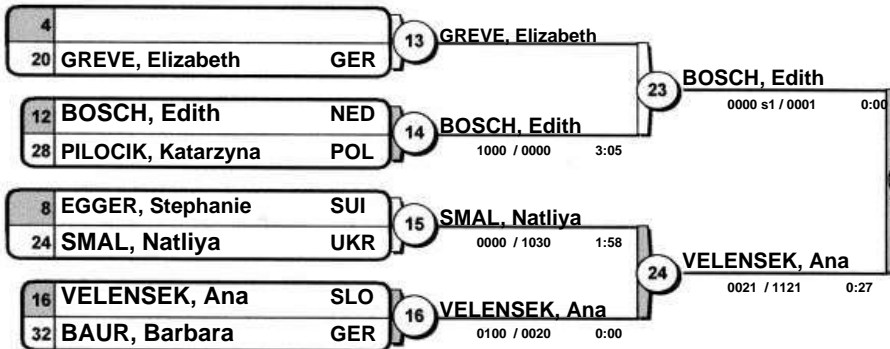 4
20 GREVE, Elizabeth GER
13
GREVE, Elizabeth
12 BOSCH, Edith NED
28 PILOCIK, Katarzyna POL
14
BOSCH, Edith
1000 / 0000 3:05
23
BOSCH, Edith
0000 s1 / 0001 0:00
8 EGGER, Stephanie SUI
24 SMAL, Natliya UKR
15
SMAL, Natliya
0000 / 1030 1:58
16 VELENSEK, Ana SLO
32 BAUR, Barbara GER
16
VELENSEK, Ana
0100 / 0020 0:00
24
VELENSEK, Ana
0021 / 1121 0:27